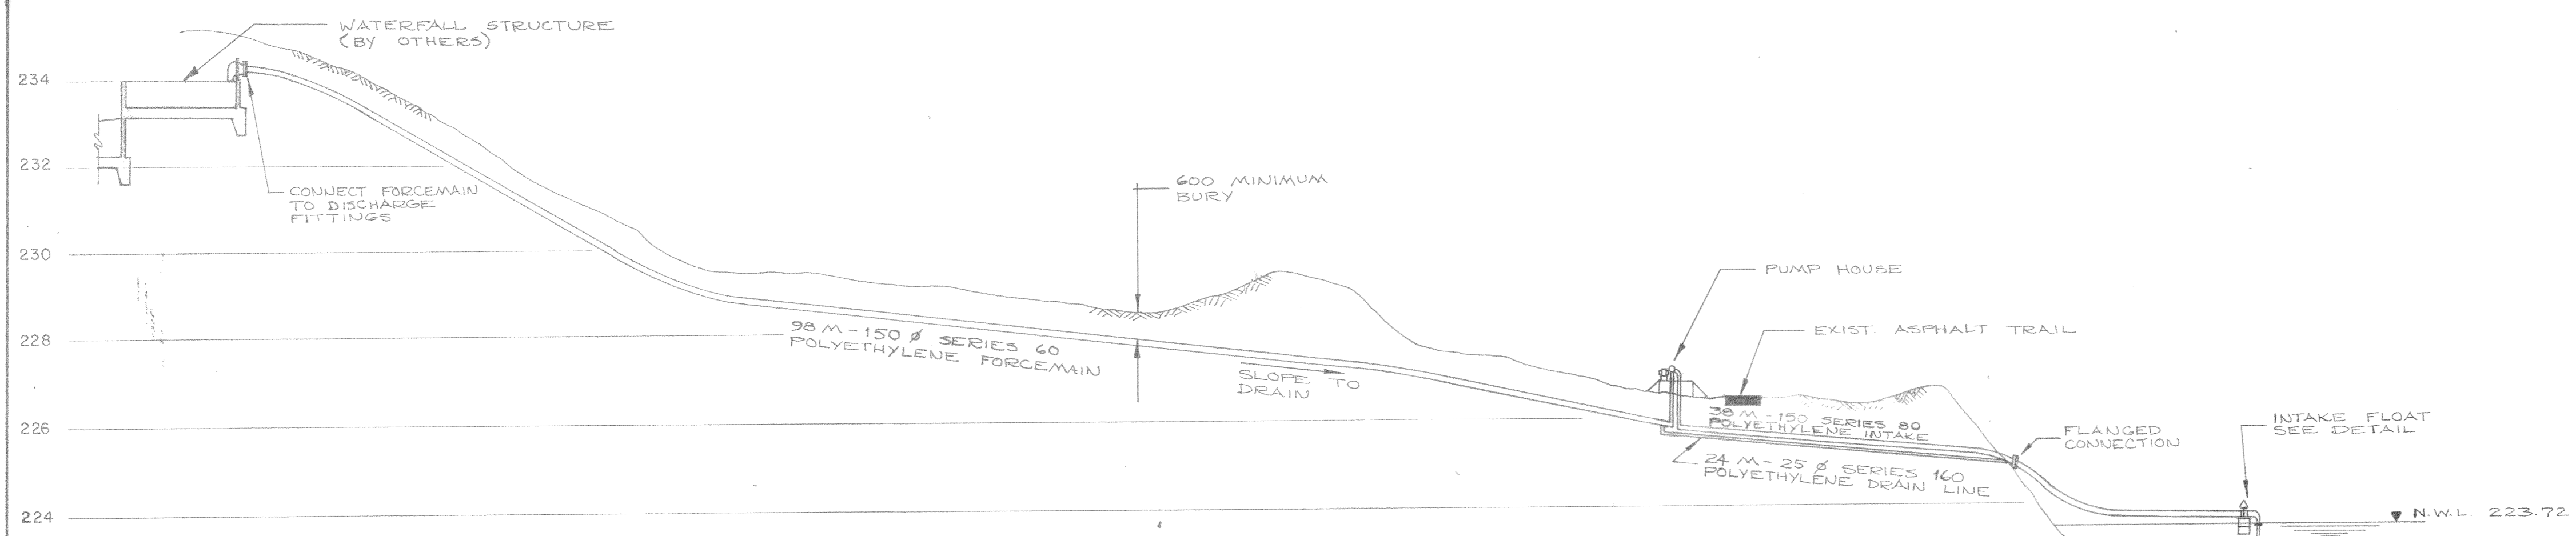 WATERFALL STRUCTURE
(BY OTHERS)
234
232
CONNECT FORCEMAIN
TO DISCHARGE
FITTINGS
600 MINIMUM
BURY
230
PUMP HOUSE
EXIST. ASPHALT TRAIL
228
98 M - 150 Ø SERIES 60
POLYETHYLENE FORCEMAIN
SLOPE TO
DRAIN
226
38 M - 150 SERIES 80
POLYETHYLENE INTAKE
FLANGED
CONNECTION
INTAKE FLOAT
SEE DETAIL
24 M - 25 Ø SERIES 160
POLYETHYLENE DRAIN LINE
224
N.W.L. 223.72